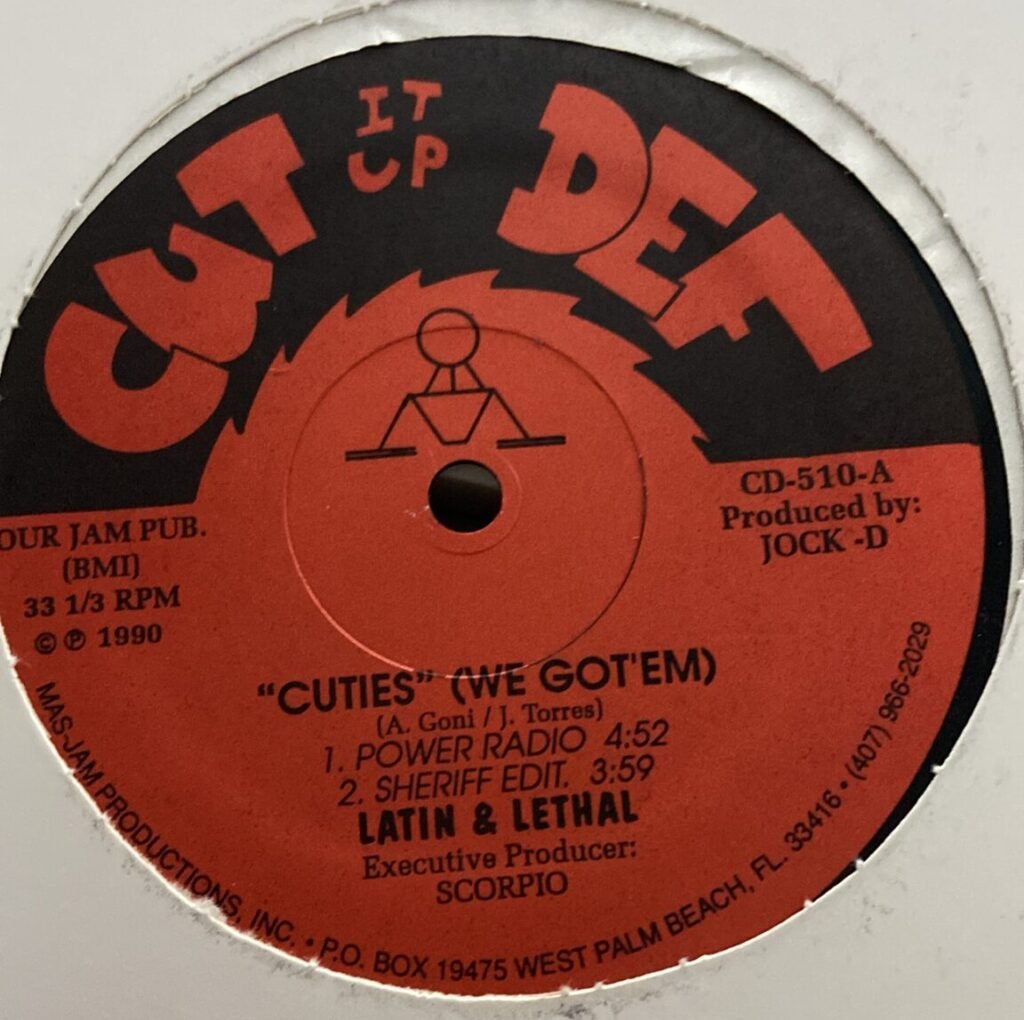 CUT IT UP DEF
OUR JAM PUB.
(BMI)
33 1/3 RPM
© ℗ 1990
CD-510-A
Produced by:
JOCK -D
"CUTIES" (WE GOT'EM)
(A. Goni / J. Torres)
1. POWER RADIO 4:52
2. SHERIFF EDIT. 3:59
LATIN & LETHAL
Executive Producer:
SCORPIO
MAS-JAM PRODUCTIONS, INC. • P.O. BOX 19475 WEST PALM BEACH, FL. 33416 • (407) 966-2029